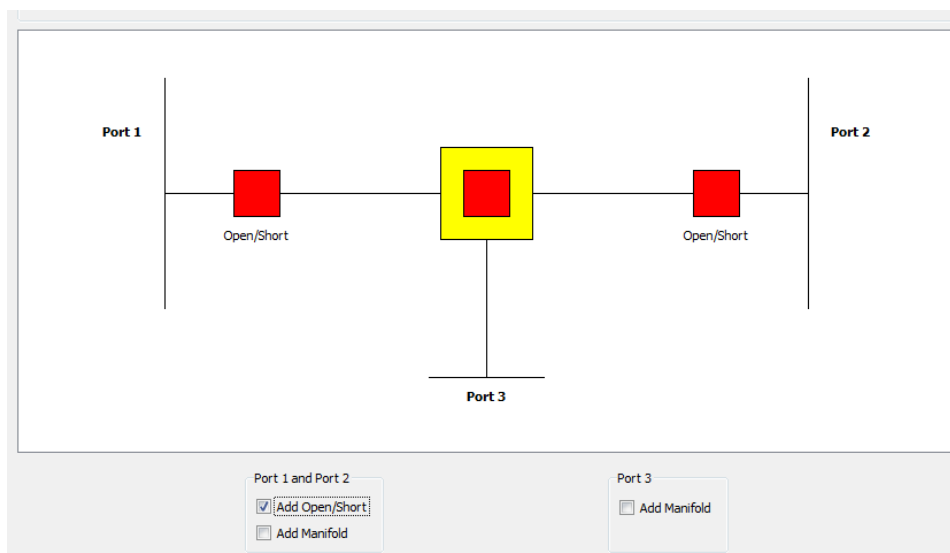 Port 1
Port 2
Open/Short
Open/Short
Port 3
Port 1 and Port 2
Add Open/Short
Add Manifold
Port 3
Add Manifold